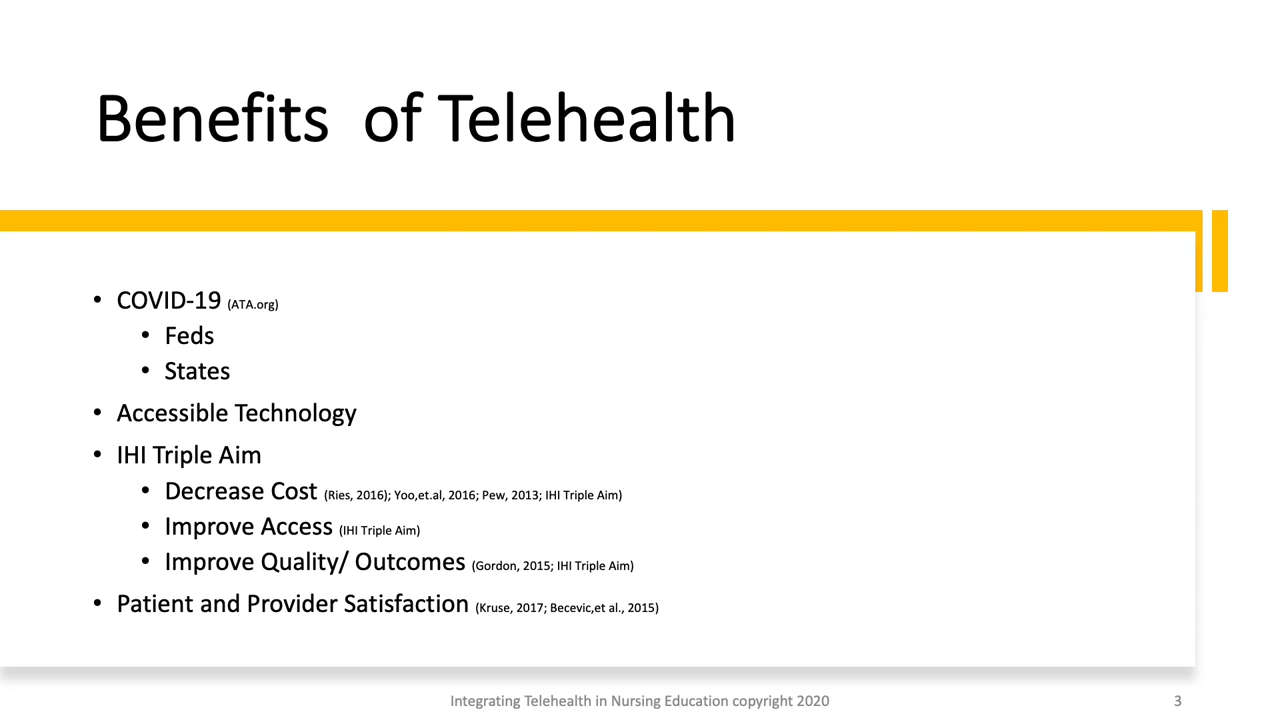 Benefits  of Telehealth
• COVID-19 (ATA.org)
• Feds
• States
• Accessible Technology
• IHI Triple Aim
• Decrease Cost (Ries, 2016); Yoo,et.al, 2016; Pew, 2013; IHI Triple Aim)
• Improve Access (IHI Triple Aim)
• Improve Quality/ Outcomes (Gordon, 2015; IHI Triple Aim)
• Patient and Provider Satisfaction (Kruse, 2017; Becevic,et al., 2015)
Integrating Telehealth in Nursing Education copyright 2020
3